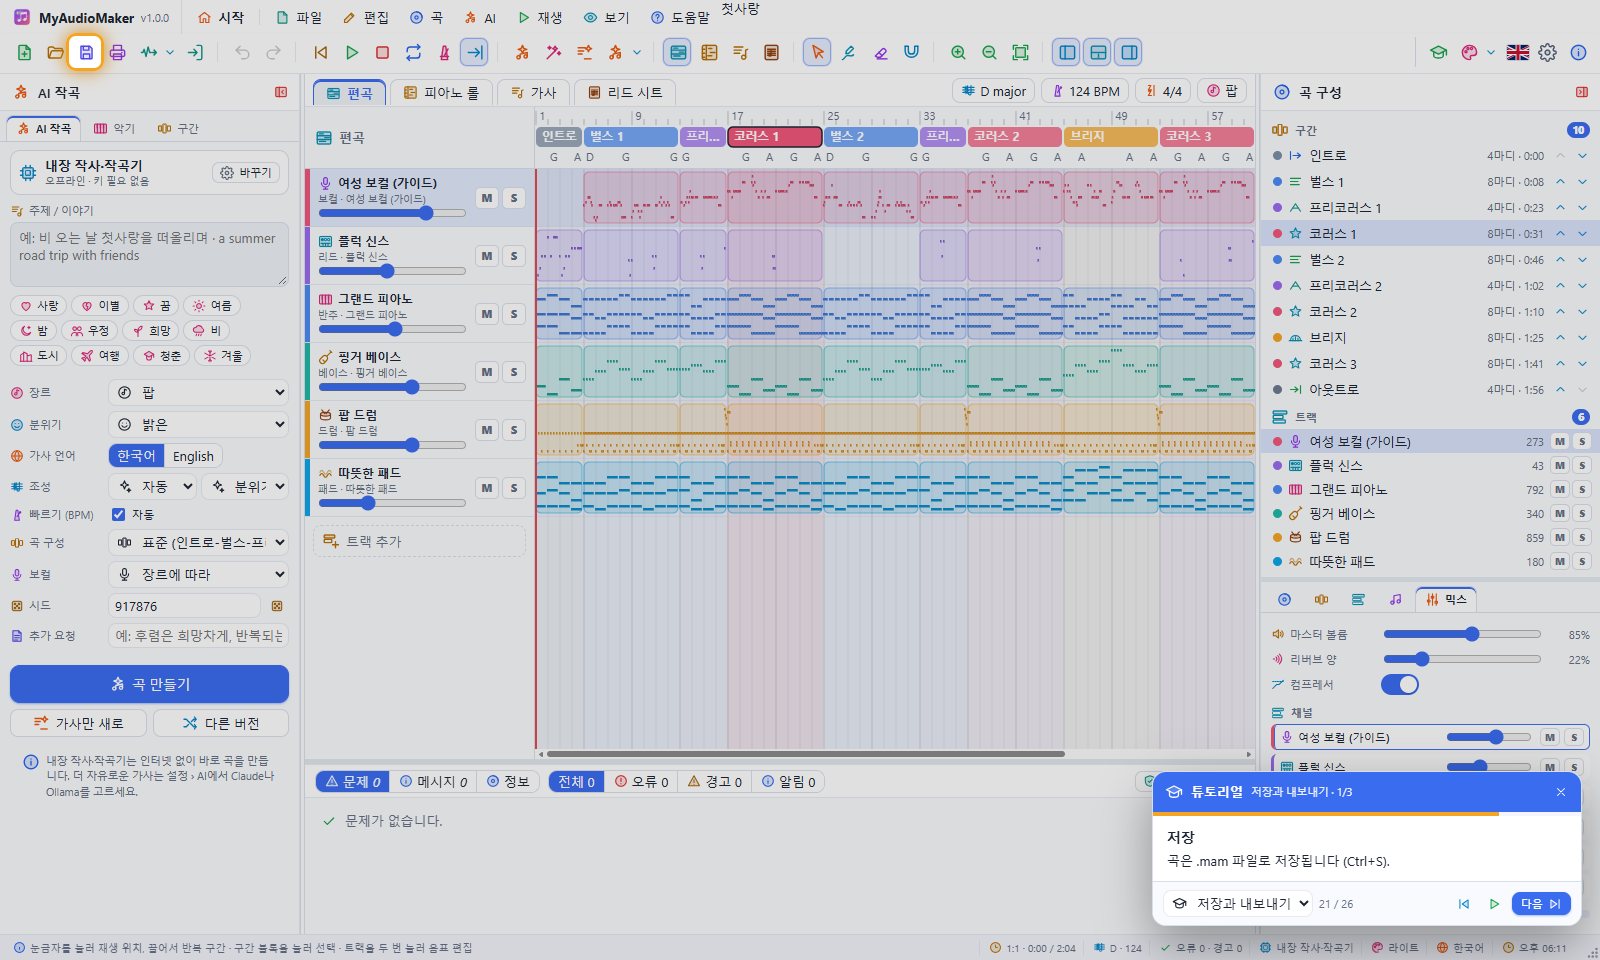 MyAudioMaker v1.0.0 시작 파일 편집 곡 AI 재생 보기 도움말 첫사랑
AI 작곡
AI 작곡 악기 구간
내장 작사·작곡기
오프라인 · 키 필요 없음
바꾸기
주제 / 이야기
예: 비 오는 날 첫사랑을 떠올리며 · a summer road trip with friends
사랑 이별 꿈 여름
밤 우정 희망 비
도시 여행 청춘 겨울
장르 팝
분위기 밝은
가사 언어 한국어 English
조성 자동 분위기
빠르기 (BPM) 자동
곡 구성 표준 (인트로-벌스-프리
보컬 장르에 따라
시드 917876
추가 요청 예: 후렴은 희망차게, 반복되는
곡 만들기
가사만 새로 다른 버전
내장 작사·작곡기는 인터넷 없이 바로 곡을 만듭니다. 더 자유로운 가사는 설정 › AI에서 Claude나 Ollama를 고르세요.
편곡 피아노 롤 가사 리드 시트
D major 124 BPM 4/4 팝
편곡
1 9 17 25 33 41 49 57
인트로 벌스 1 프리... 코러스 1 벌스 2 프리... 코러스 2 브리지 코러스 3
G A D G G G G A G A D G G G G A G A A A A G A G A
여성 보컬 (가이드)
보컬 · 여성 보컬 (가이드)
M S
플럭 신스
리드 · 플럭 신스
M S
그랜드 피아노
반주 · 그랜드 피아노
M S
핑거 베이스
베이스 · 핑거 베이스
M S
팝 드럼
드럼 · 팝 드럼
M S
따뜻한 패드
패드 · 따뜻한 패드
M S
트랙 추가
문제 0 메시지 0 정보 전체 0 오류 0 경고 0 알림 0
문제가 없습니다.
곡 구성
구간 10
인트로 4마디 · 0:00
벌스 1 8마디 · 0:08
프리코러스 1 4마디 · 0:23
코러스 1 8마디 · 0:31
벌스 2 8마디 · 0:46
프리코러스 2 4마디 · 1:02
코러스 2 8마디 · 1:10
브리지 8마디 · 1:25
코러스 3 8마디 · 1:41
아웃트로 4마디 · 1:56
트랙 6
여성 보컬 (가이드) 273 M S
플럭 신스 43 M S
그랜드 피아노 792 M S
핑거 베이스 340 M S
팝 드럼 859 M S
따뜻한 패드 180 M S
믹스
마스터 볼륨 85%
리버브 양 22%
컴프레서
채널
여성 보컬 (가이드) M S
플럭 신스 M S
튜토리얼 저장과 내보내기 · 1/3
저장
곡은 .mam 파일로 저장됩니다 (Ctrl+S).
저장과 내보내기 21 / 26 다음
눈금자를 눌러 재생 위치, 끌어서 반복 구간 · 구간 블록을 눌러 선택 · 트랙을 두 번 눌러 음표 편집
1:1 · 0:00 / 2:04 D · 124 오류 0 · 경고 0 내장 작사·작곡기 라이트 한국어 오후 06:11